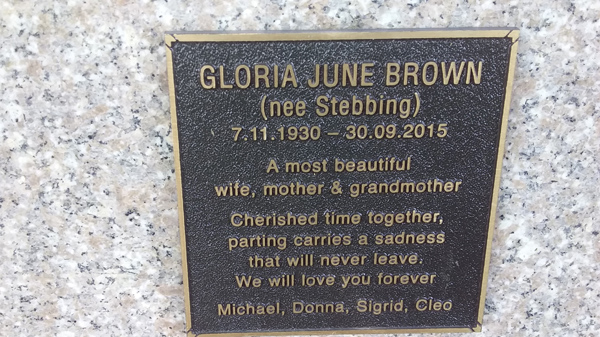 GLORIA JUNE BROWN
(nee Stebbing)
7.11.1930 – 30.09.2015
A most beautiful
wife, mother & grandmother
Cherished time together,
parting carries a sadness
that will never leave.
We will love you forever
Michael, Donna, Sigrid, Cleo